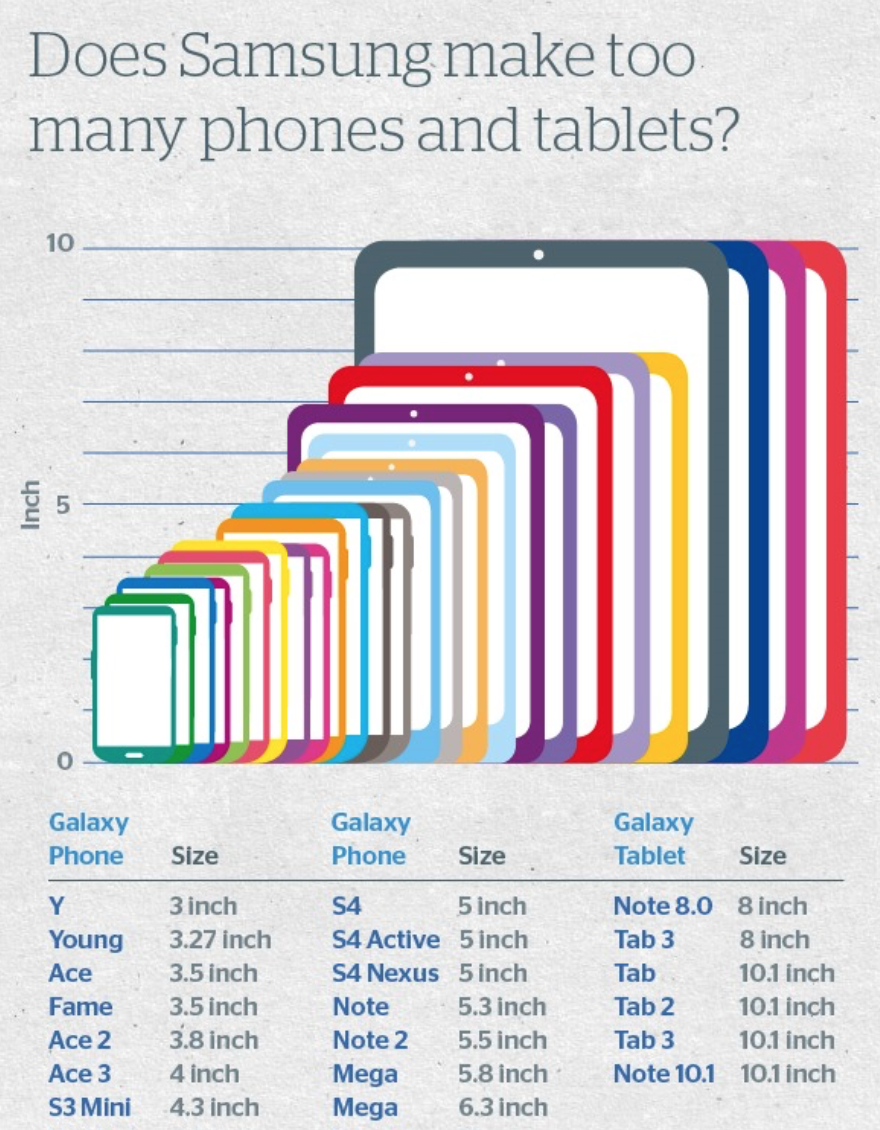 Does Samsung make too
many phones and tablets?
10
Inch
5
0
Galaxy Phone Size Galaxy Phone Size Galaxy Tablet Size
Y 3 inch S4 5 inch Note 8.0 8 inch
Young 3.27 inch S4 Active 5 inch Tab 3 8 inch
Ace 3.5 inch S4 Nexus 5 inch Tab 10.1 inch
Fame 3.5 inch Note 5.3 inch Tab 2 10.1 inch
Ace 2 3.8 inch Note 2 5.5 inch Tab 3 10.1 inch
Ace 3 4 inch Mega 5.8 inch Note 10.1 10.1 inch
S3 Mini 4.3 inch Mega 6.3 inch